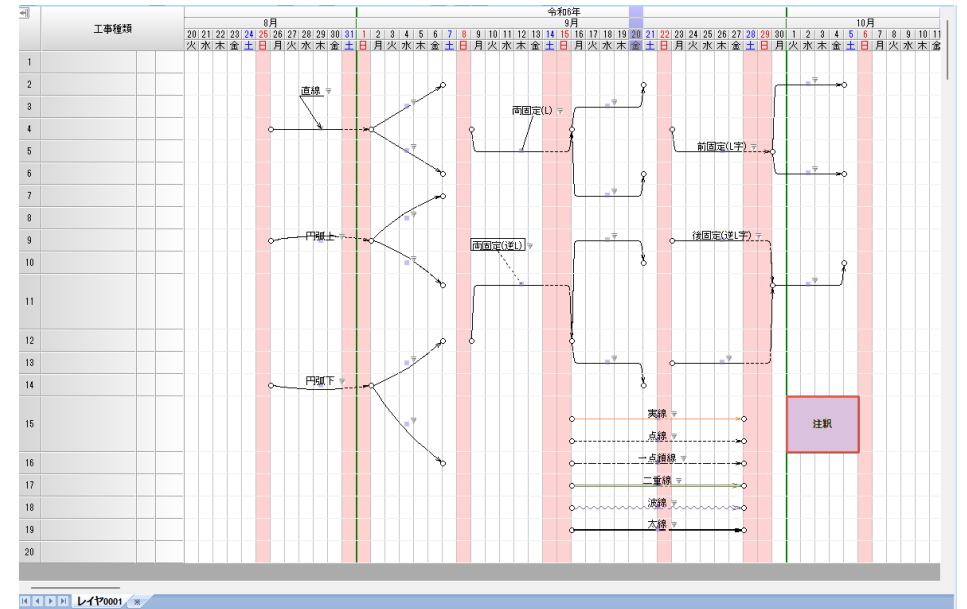 令和6年
工事種類 8月 9月 10月
20 21 22 23 24 25 26 27 28 29 30 31 1 2 3 4 5 6 7 8 9 10 11 12 13 14 15 16 17 18 19 20 21 22 23 24 25 26 27 28 29 30 1 2 3 4 5 6 7 8 9 10 11
火 水 木 金 土 日 月 火 水 木 金 土 日 月 火 水 木 金 土 日 月 火 水 木 金 土 日 月 火 水 木 金 土 日 月 火 水 木 金 土 日 月 火 水 木 金 土 日 月 火 水 木 金
1
2
直線
3
両固定(L)
4
5
前固定(L字)
6
7
8
9
円弧上
両固定(逆L)
後固定(逆L字)
10
11
12
13
14
円弧下
実線
15
注釈
点線
16
一点鎖線
17
二重線
18
波線
19
太線
20
レイヤ0001